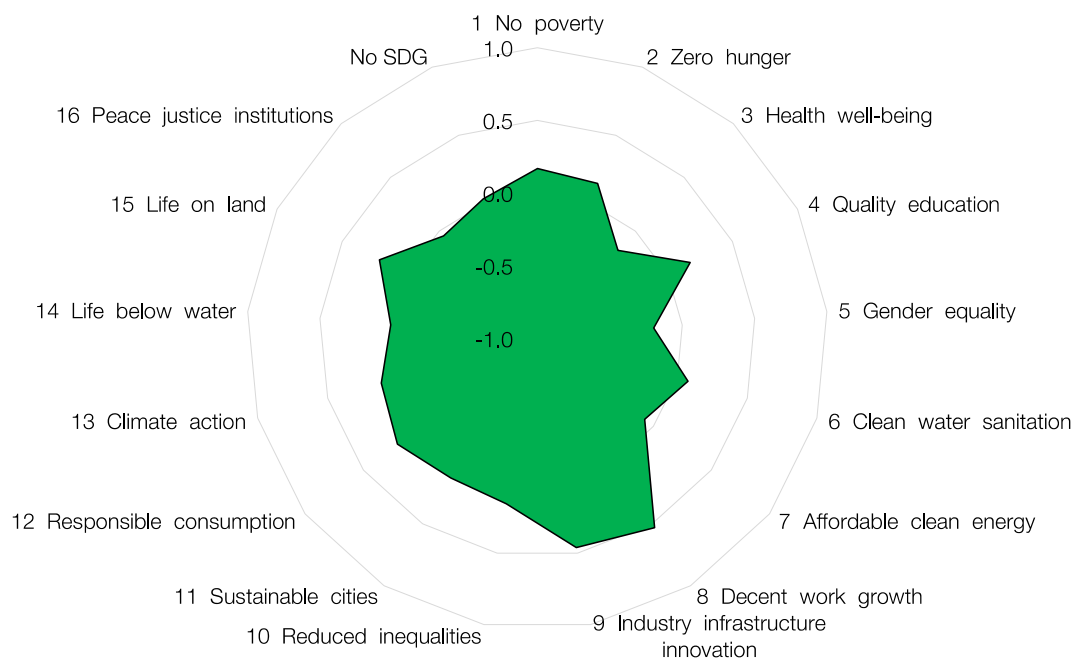 1 No poverty
1.0
No SDG
2 Zero hunger
16 Peace justice institutions
3 Health well-being
0.5
0.0
15 Life on land
4 Quality education
-0.5
14 Life below water
5 Gender equality
-1.0
13 Climate action
6 Clean water sanitation
12 Responsible consumption
7 Affordable clean energy
11 Sustainable cities
8 Decent work growth
10 Reduced inequalities
9 Industry infrastructure
innovation